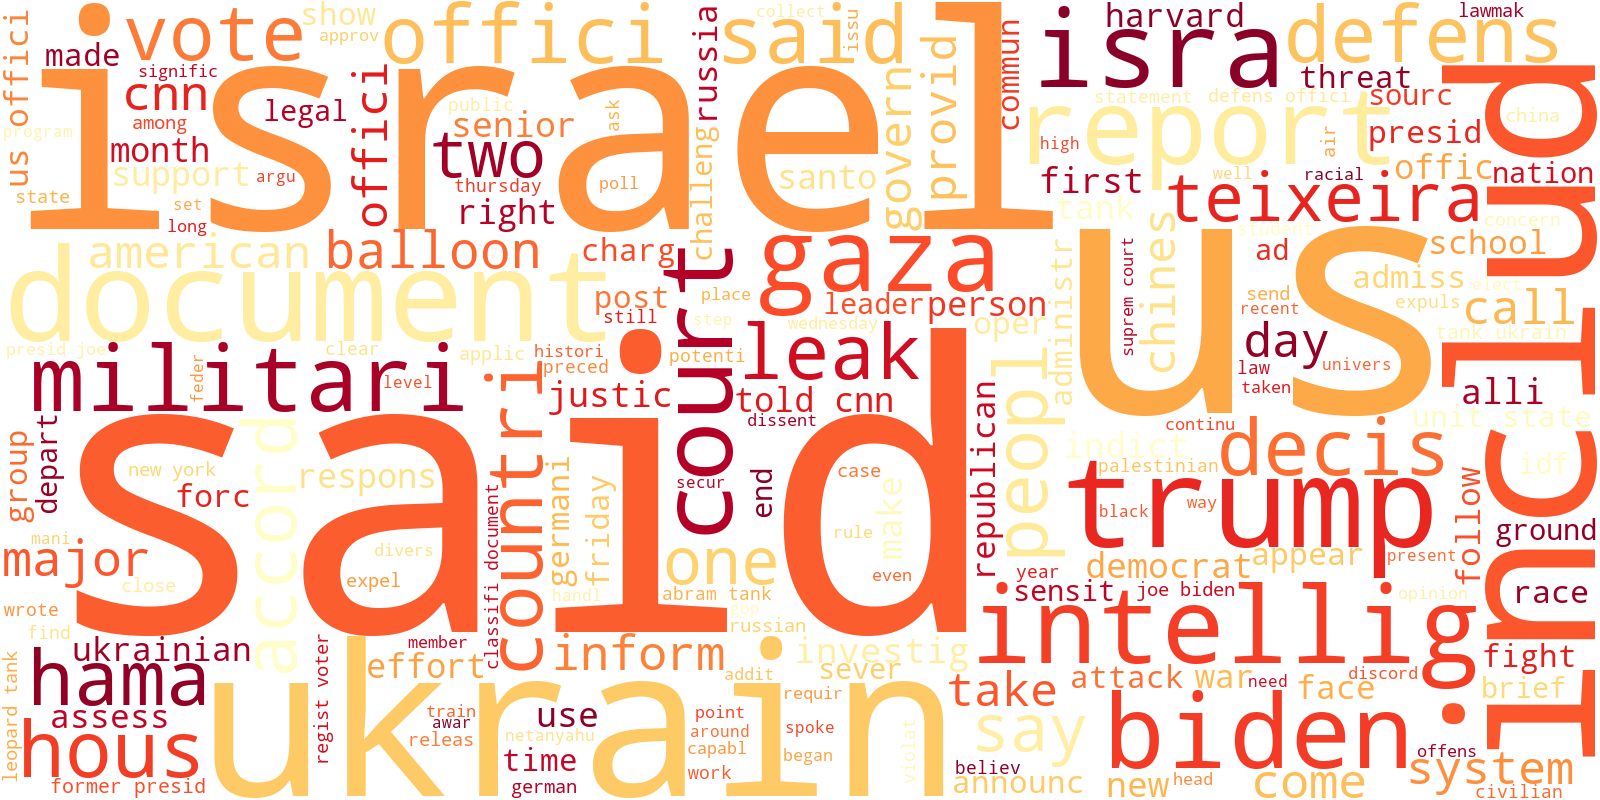 israel
said
us
ukrain
includ
document
report
militari
trump
intellig
biden
court
gaza
isra
defens
offici
said
vote
hama
hous
leak
two
teixeira
decis
countri
accord
peopl
provid
govern
balloon
american
cnn
made
signific
among
month
legal
us offici
program
state
support
argu
set
long
show
approv
offici
public
senior
thursday
right
poll
ask
collect
issu
russia
challeng
santo
commun
harvard
threat
lawmak
statement
defens offici
sourc
presid
china
high
air
offic
nation
first
well
racial
tank
student
concern
school
ad
chines
suprem court
administr
oper
admiss
expuls
select
send
recent
call
tank ukrain
day
law
taken
univers
alli
unit state
charg
post
still
place
step
leader
person
wednesday
potenti
justic
told cnn
dissent
presid joe
clear
feder
level
applic
histori
preced
group
depart
new york
forc
respons
mani
divers
major
close
expel
wrote
find
classifi document
germani
friday
handl
secur
end
case
rule
make
even
one
abram tank
gop
russian
republican
year
indict
palestinian
black
way
continu
democrat
appear
present
follow
idf
ground
race
sensit
joe biden
opinion
ukrainian
assess
leopard tank
former presid
member
effort
regist voter
train
awar
releas
inform
use
netanyahu
time
german
addit
requir
point
around
capabl
work
spoke
began
investig
sever
violat
take
say
believ
announc
attack
war
need
face
discord
new
head
come
system
offens
civilian
fight
brief